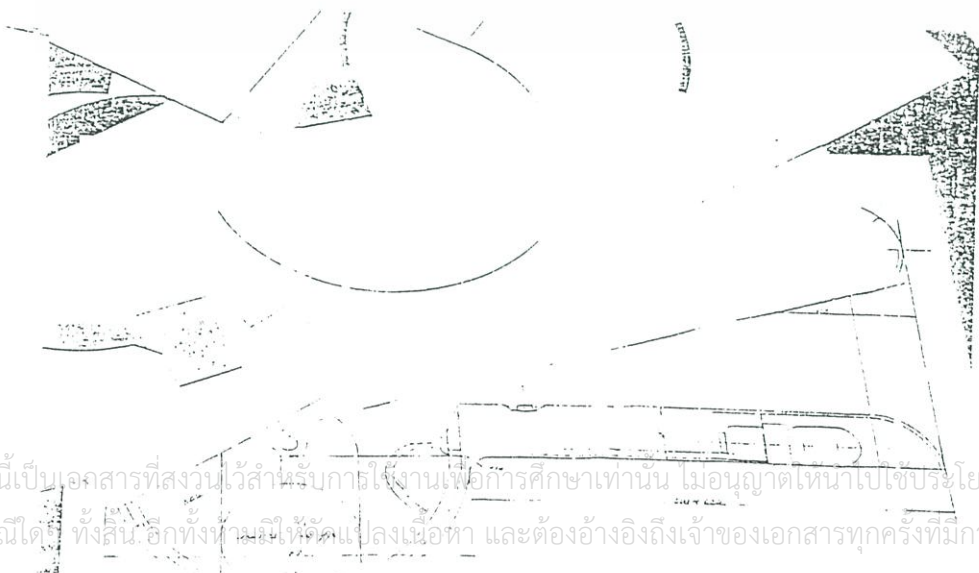 นี้เป็นเอกสารที่สงวนไว้สำหรับการใช้งานเพื่อการศึกษาเท่านั้น ไม่อนุญาตให้นำไปใช้ประโย
ณีใดๆ ทั้งสิ้น อีกทั้งห้ามมิให้ดัดแปลงเนื้อหา และต้องอ้างอิงถึงเจ้าของเอกสารทุกครั้งที่มีก